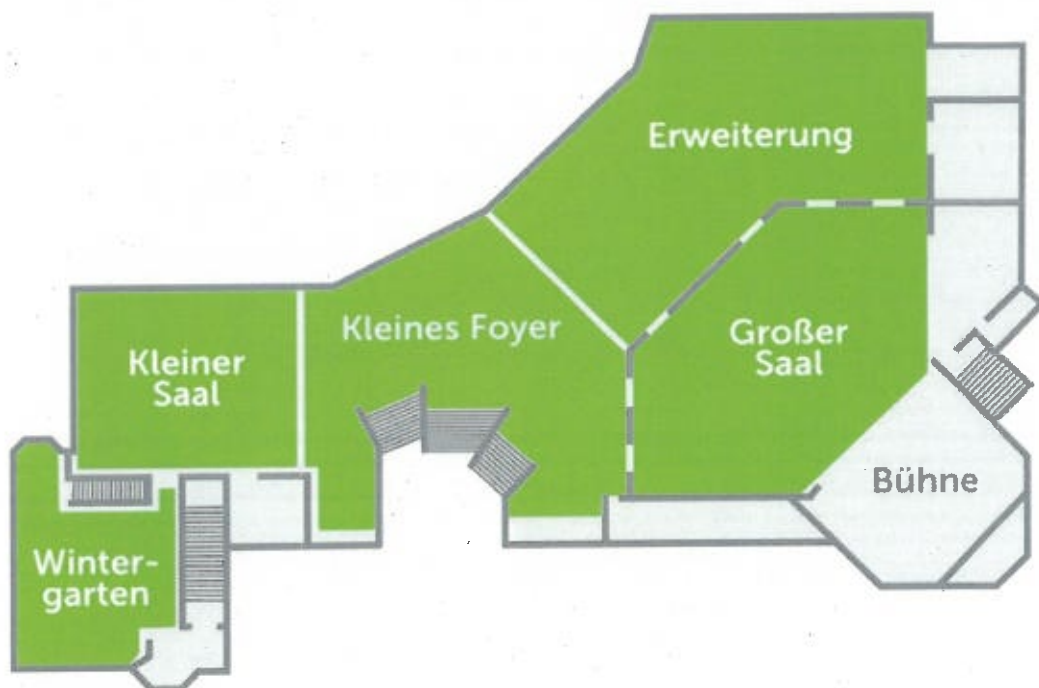 Erweiterung
Kleines Foyer
Großer
Saal
Kleiner
Saal
Bühne
Winter-
garten